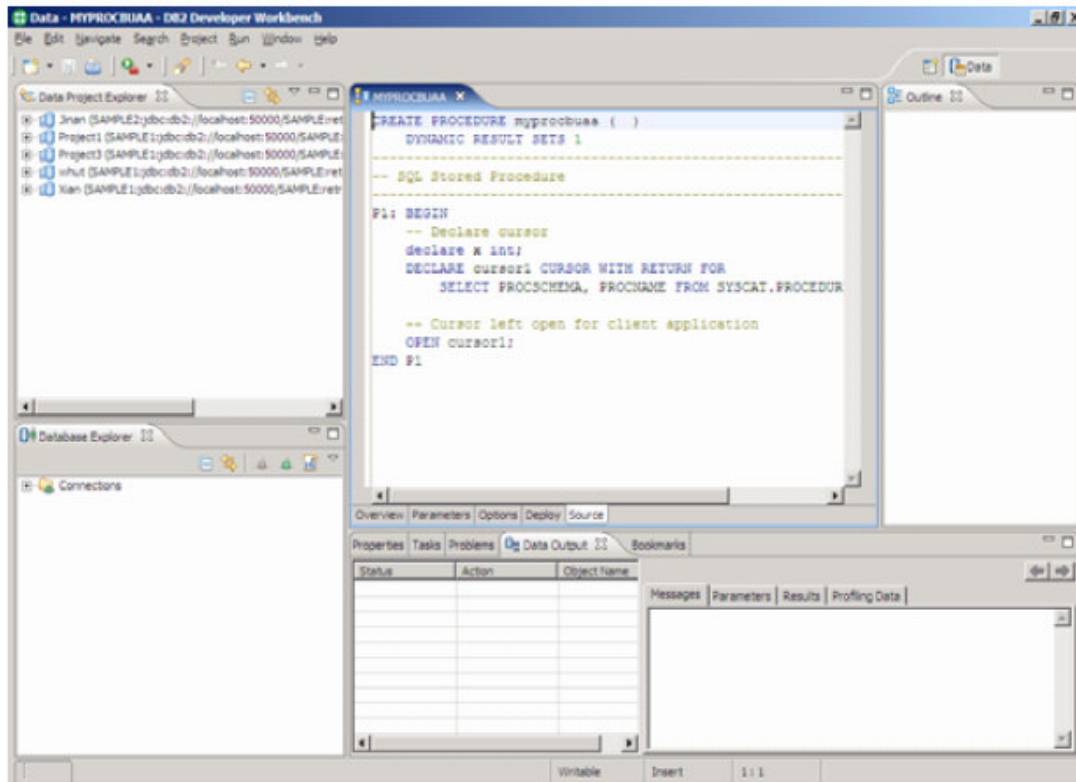 Data - MYPROCBUAA - DB2 Developer Workbench
File Edit Navigate Search Project Run Window Help
Data
Data Project Explorer
Jinan (SAMPLE2:jdbc:db2://localhost:50000/SAMPLE:ret
Project1 (SAMPLE1:jdbc:db2://localhost:50000/SAMPLE:
Project3 (SAMPLE1:jdbc:db2://localhost:50000/SAMPLE:
whut (SAMPLE1:jdbc:db2://localhost:50000/SAMPLE:ret
Xian (SAMPLE1:jdbc:db2://localhost:50000/SAMPLE:ret
Database Explorer
Connections
MYPROCBUAA
CREATE PROCEDURE myprocbuaa ( )
DYNAMIC RESULT SETS 1
------------------------------------------------------------------------
-- SQL Stored Procedure
------------------------------------------------------------------------
P1: BEGIN
-- Declare cursor
declare x int;
DECLARE cursor1 CURSOR WITH RETURN FOR
SELECT PROCSCHEMA, PROCNAME FROM SYSCAT.PROCEDUR
-- Cursor left open for client application
OPEN cursor1;
END P1
Overview Parameters Options Deploy Source
Outline
Properties Tasks Problems Data Output Bookmarks
Status Action Object Name
Messages Parameters Results Profiling Data
Writable Insert 1 : 1